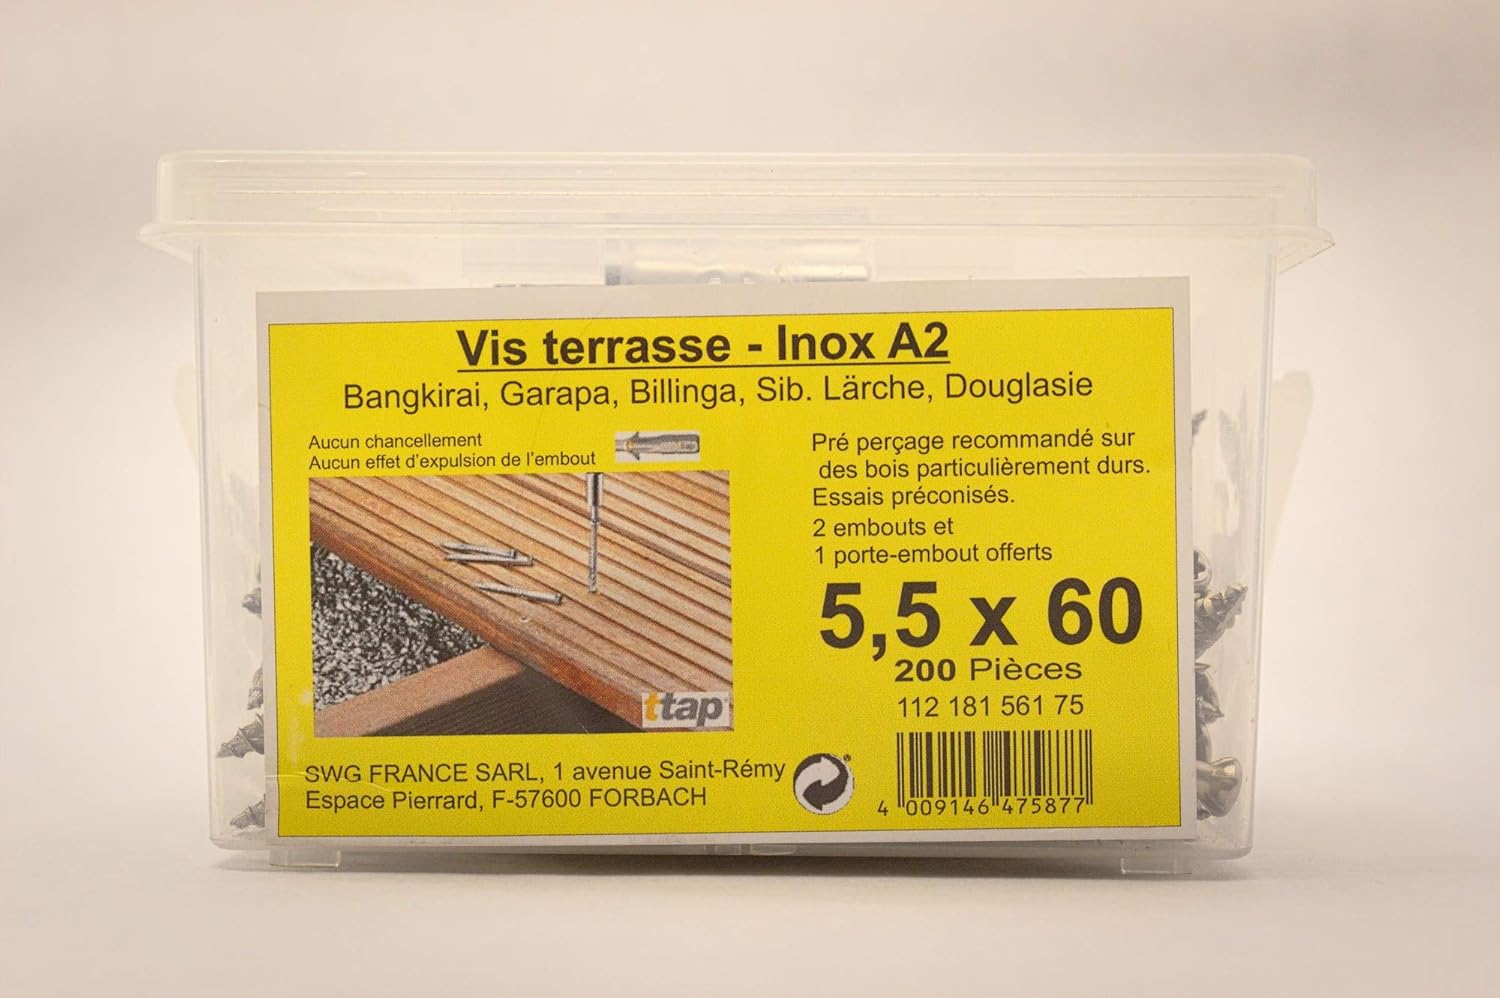 Vis terrasse - Inox A2
Bangkirai, Garapa, Billinga, Sib. Lärche, Douglasie
Aucun chancellement
Aucun effet d'expulsion de l'embout
Pré perçage recommandé sur
des bois particulièrement durs.
Essais préconisés.
2 embouts et
1 porte-embout offerts
5,5 x 60
200 Pièces
112 181 561 75
ttap
SWG FRANCE SARL, 1 avenue Saint-Rémy
Espace Pierrard, F-57600 FORBACH
4 009146 475877